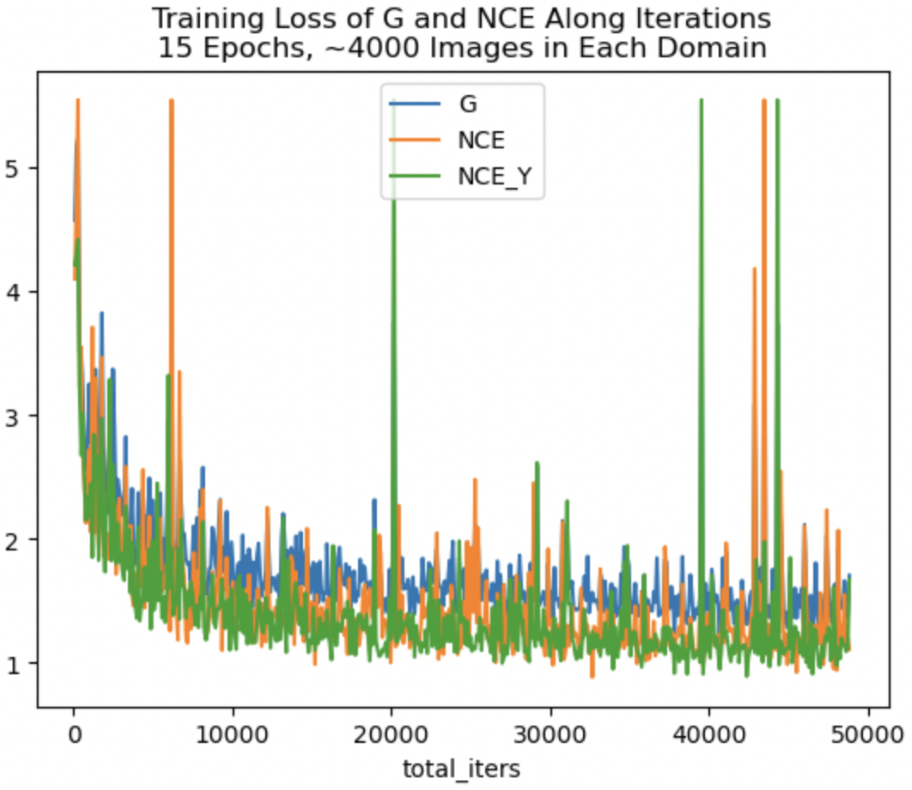 Training Loss of G and NCE Along Iterations
15 Epochs, ~4000 Images in Each Domain
G
NCE
NCE_Y
5
4
3
2
1
0 10000 20000 30000 40000 50000
total_iters